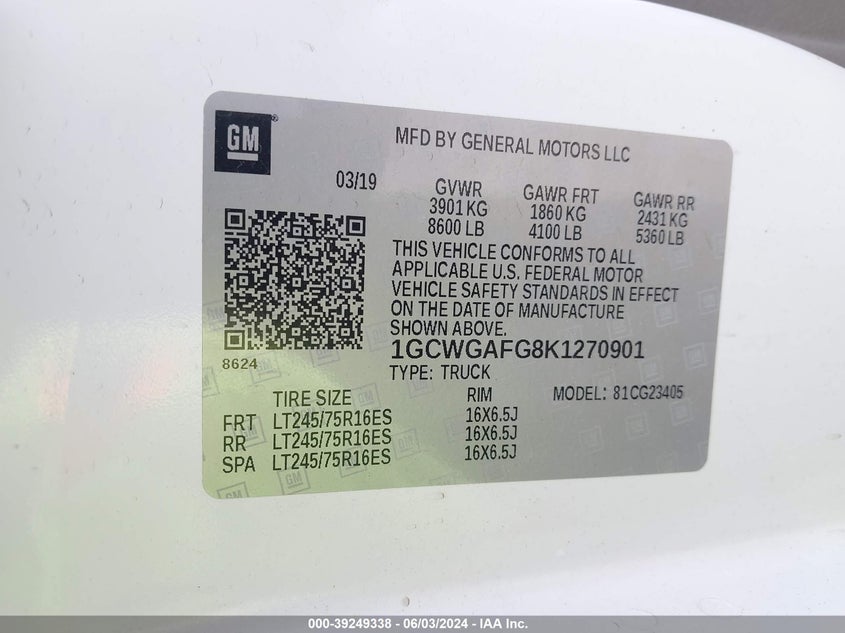 GM®
MFD BY GENERAL MOTORS LLC
03/19
GVWR
3901 KG
8600 LB
GAWR FRT
1860 KG
4100 LB
GAWR RR
2431 KG
5360 LB
THIS VEHICLE CONFORMS TO ALL
APPLICABLE U.S. FEDERAL MOTOR
VEHICLE SAFETY STANDARDS IN EFFECT
ON THE DATE OF MANUFACTURE
SHOWN ABOVE.
8624
1GCWGAFG8K1270901
TYPE: TRUCK
MODEL: 81CG23405
TIRE SIZE
RIM
FRT LT245/75R16ES 16X6.5J
RR LT245/75R16ES 16X6.5J
SPA LT245/75R16ES 16X6.5J
000-39249338 - 06/03/2024 - IAA Inc.